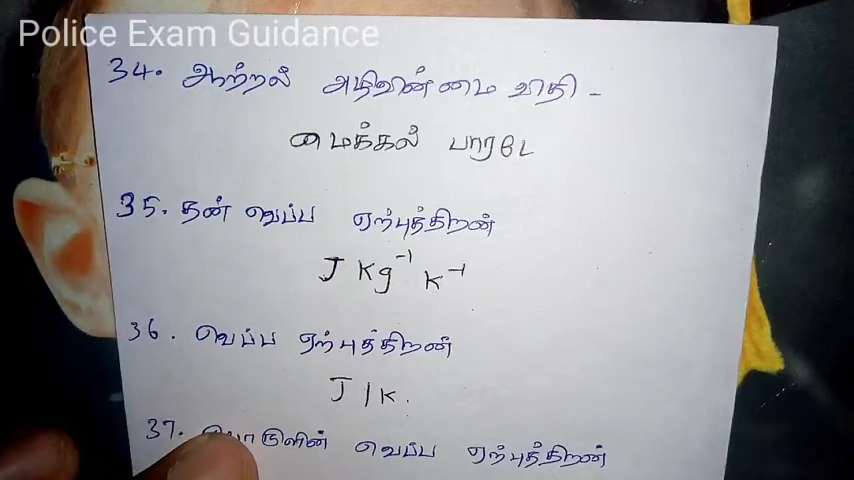 Police Exam Guidance
34. ஆற்றல் அழிவின்மை விதி -
மைக்கல் பாரடே
35. தன் வெப்ப ஏற்புத்திறன்
J Kg⁻¹ K⁻¹
36. வெப்ப ஏற்புத்திறன்
J / K.
37. பொருளின் வெப்ப ஏற்புத்திறன்